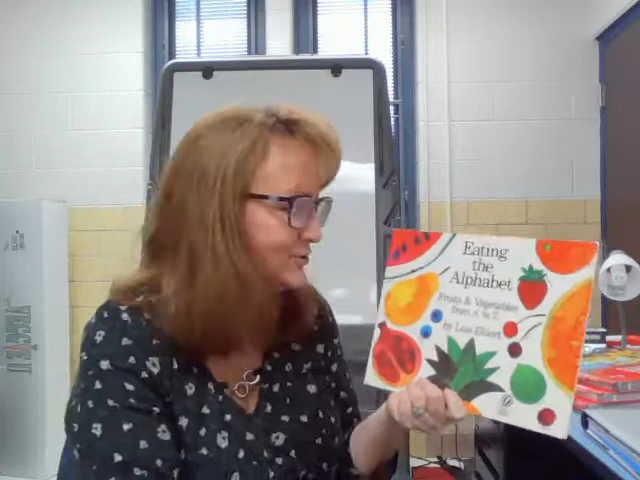 Eating
the
Alphabet
Fruits & Vegetables
from A to Z
by Lois Ehlert